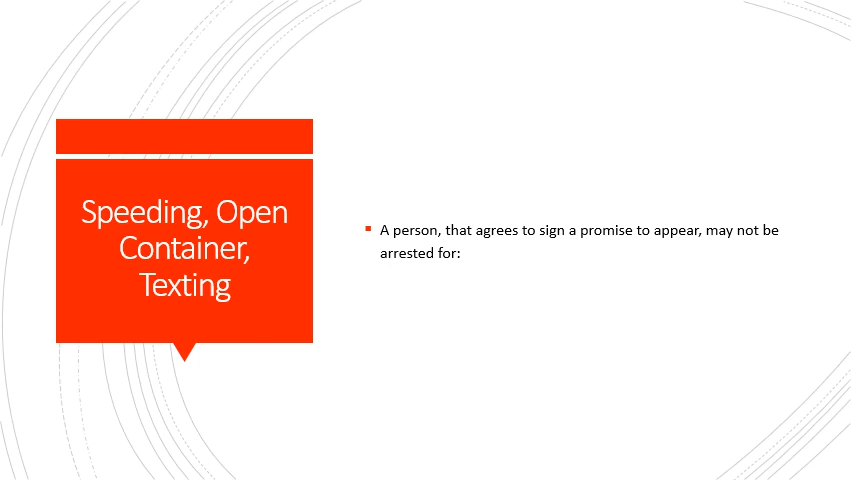 Speeding, Open
Container,
Texting
A person, that agrees to sign a promise to appear, may not be
arrested for: